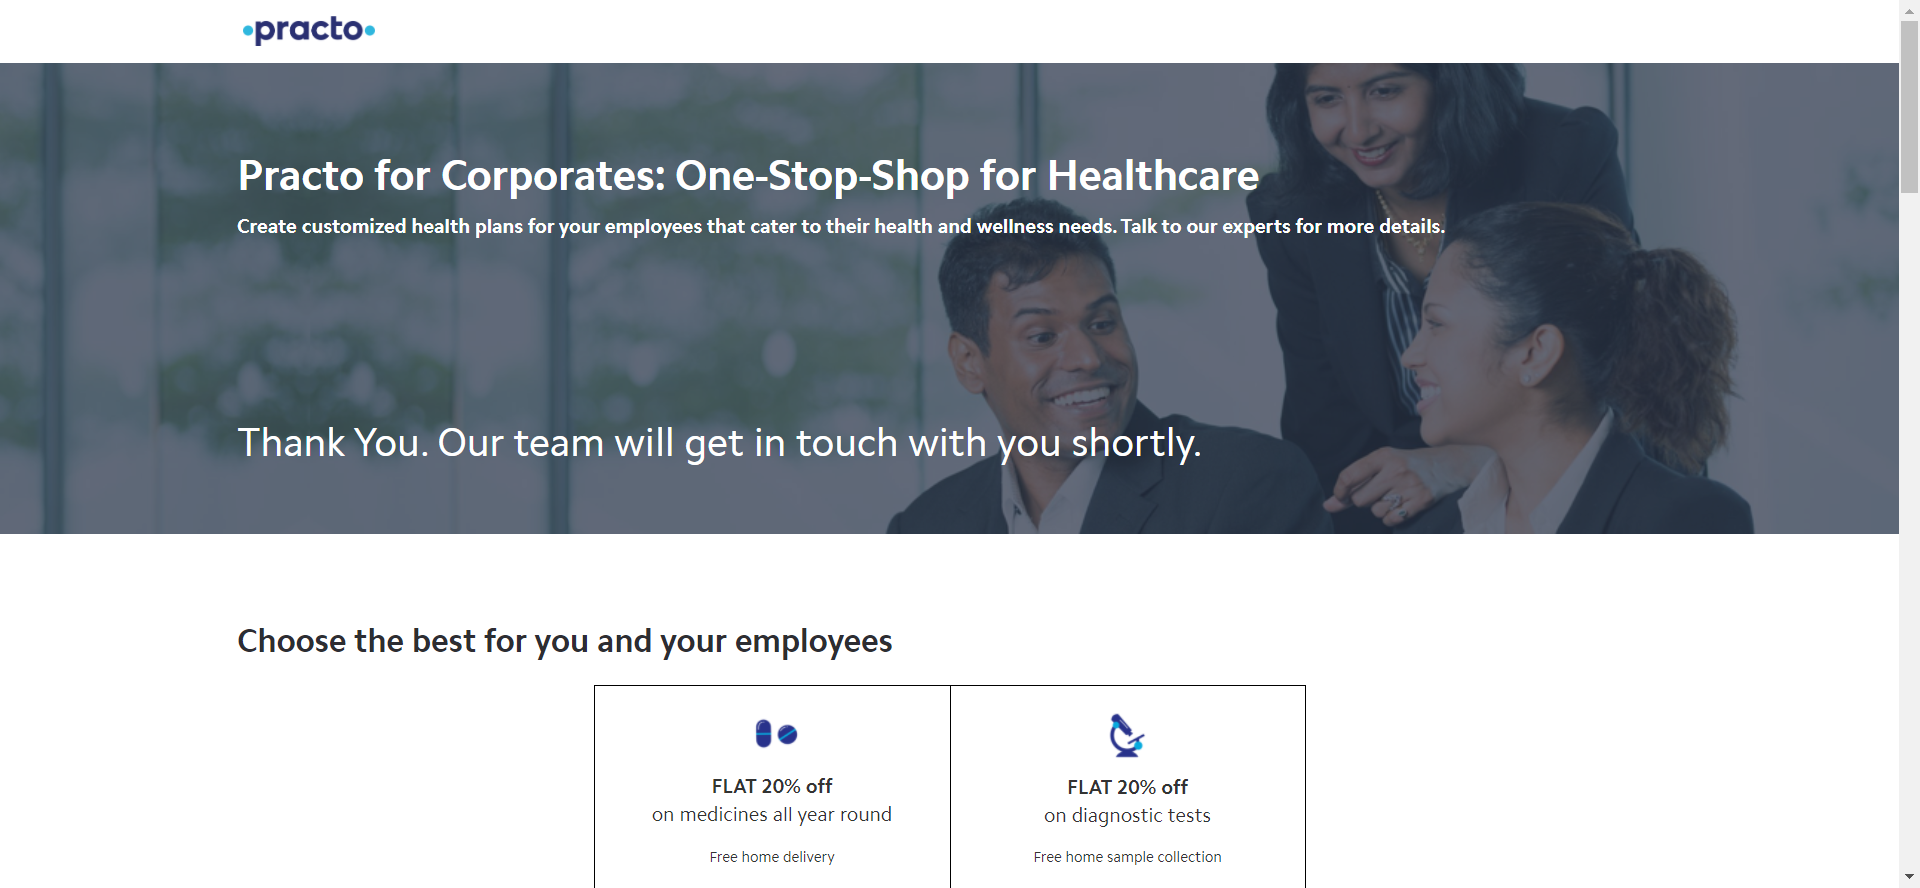 practo
Practo for Corporates: One-Stop-Shop for Healthcare
Create customized health plans for your employees that cater to their health and wellness needs. Talk to our experts for more details.
Thank You. Our team will get in touch with you shortly.
Choose the best for you and your employees
FLAT 20% off
on medicines all year round
Free home delivery
FLAT 20% off
on diagnostic tests
Free home sample collection